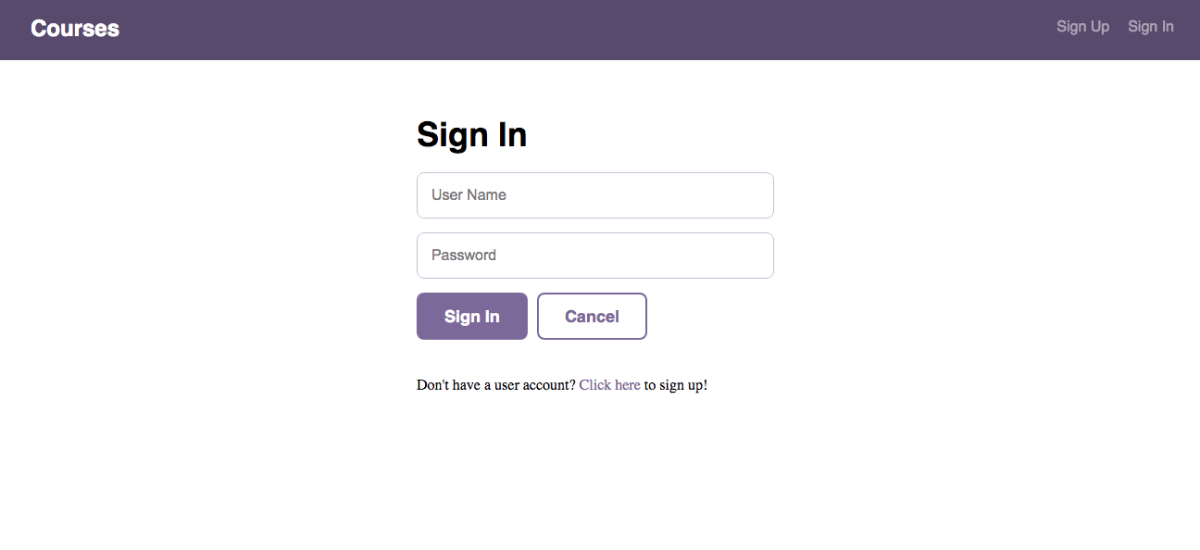 Courses
Sign Up Sign In
Sign In
User Name
Password
Sign In Cancel
Don't have a user account? Click here to sign up!